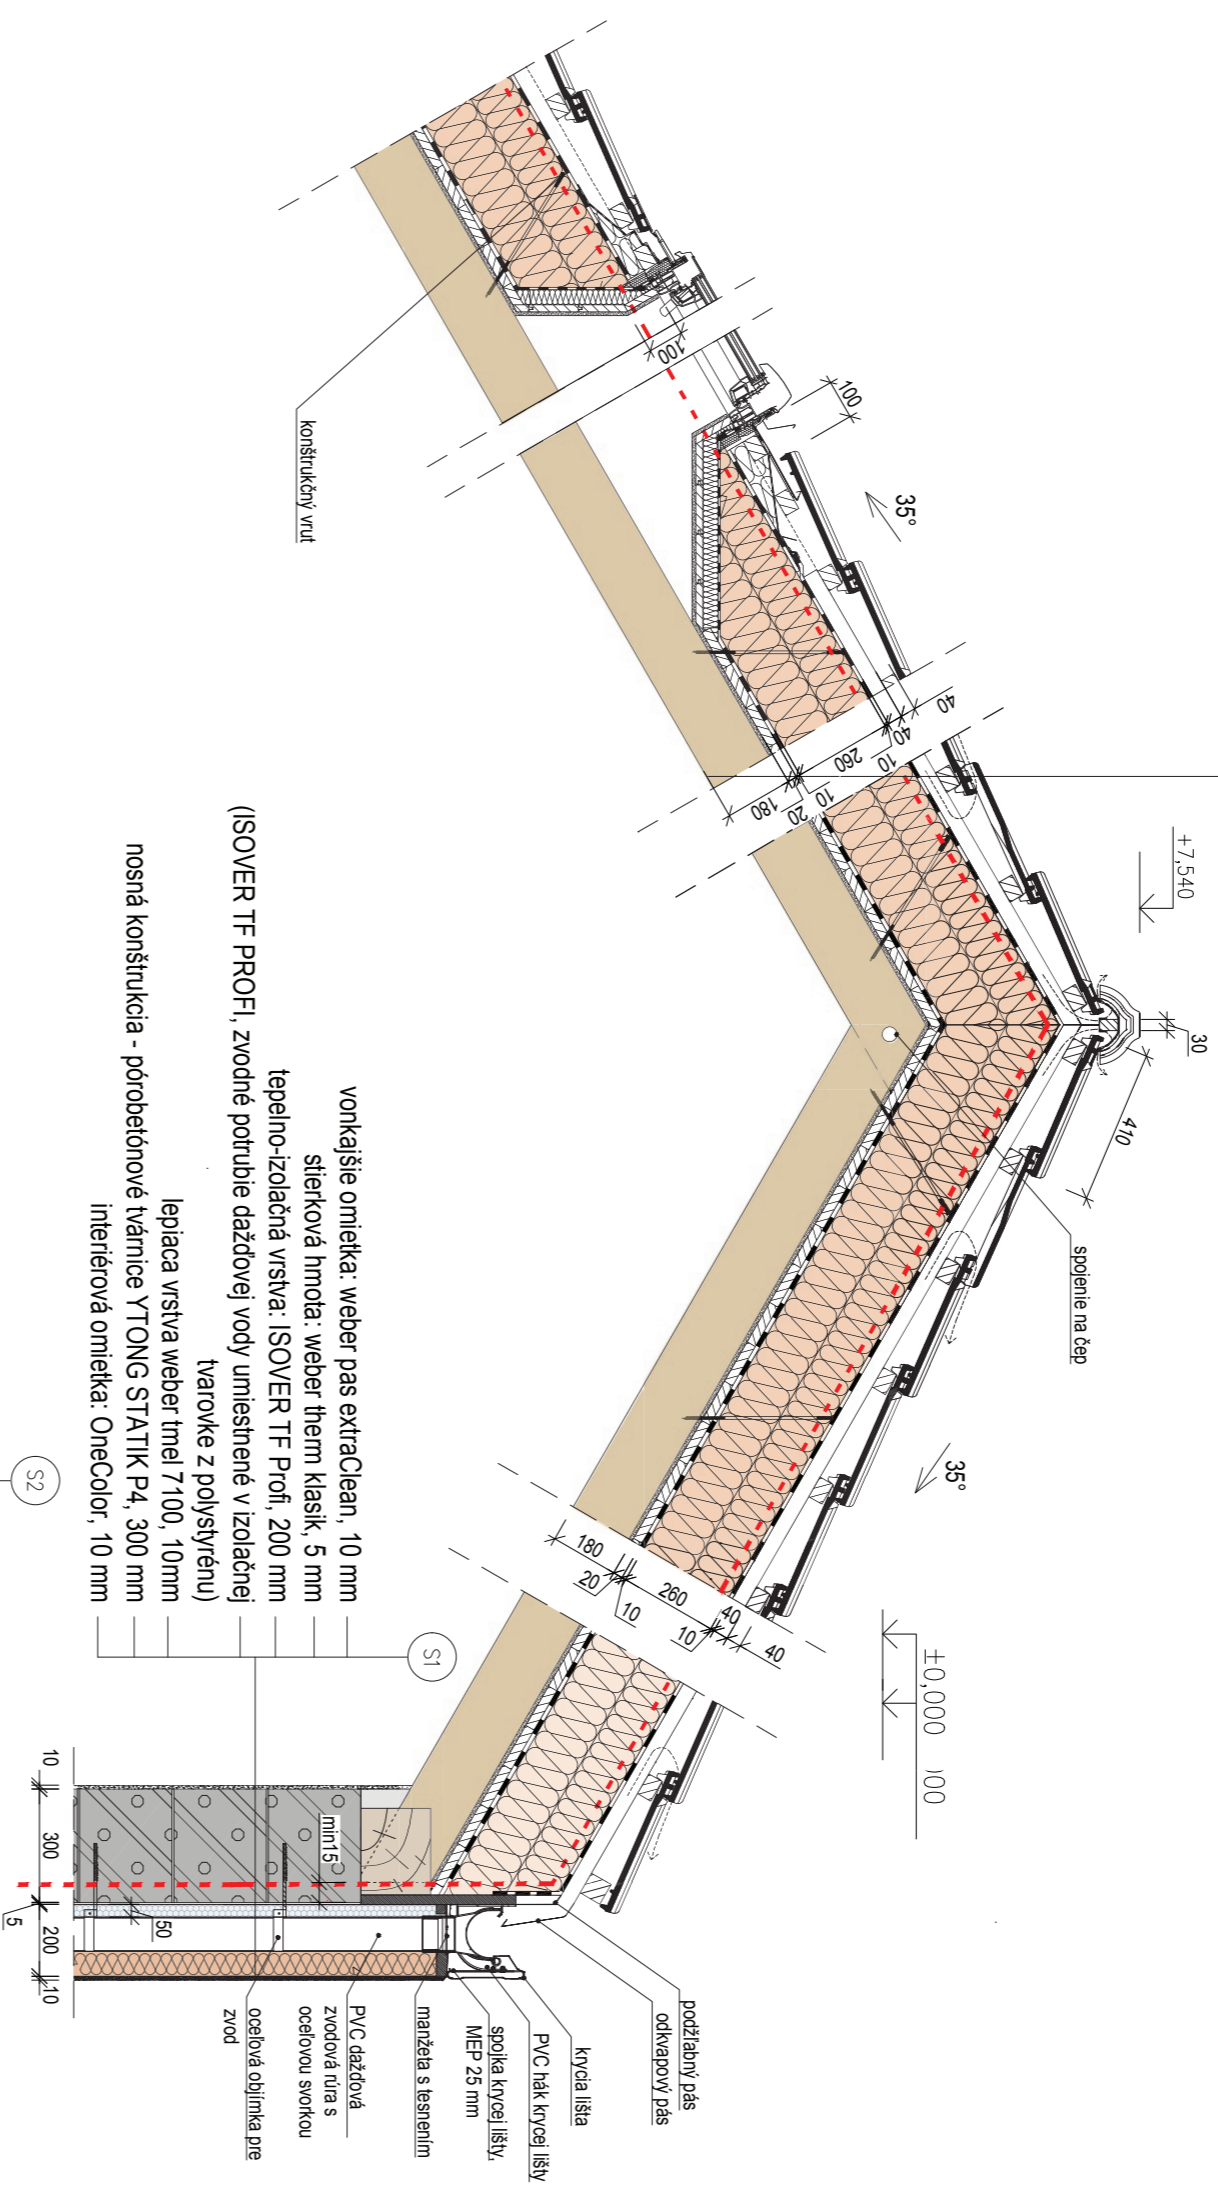 +7,540
30
410
35°
100
100
konštrukčný vrut
spojenie na čep
40
40
10
260
10
20
180
35°
180
20
10
260
10
40
40
±0,000
)00
vonkajšie omietka: weber pas extraClean, 10 mm
stierková hmota: weber therm klasik, 5 mm
tepelno-izolačná vrstva: ISOVER TF Profi, 200 mm
(ISOVER TF PROFI, zvodné potrubie dažďovej vody umiestnené v izolačnej
tvarovke z polystyrénu)
lepiaca vrstva weber tmel 7100, 10mm
nosná konštrukcia - pórobetónové tvárnice YTONG STATIK P4, 300 mm
interiérová omietka: OneColor, 10 mm
S1
S2
min15
50
10
300
5
200
10
podžľabný pás
odkvapový pás
krycia lišta
PVC hák krycej lišty
spojka krycej lišty,
MEP 25 mm
manžeta s tesnením
PVC dažďová
zvodová rúra s
oceľovou svorkou
oceľová objímka pre
zvod